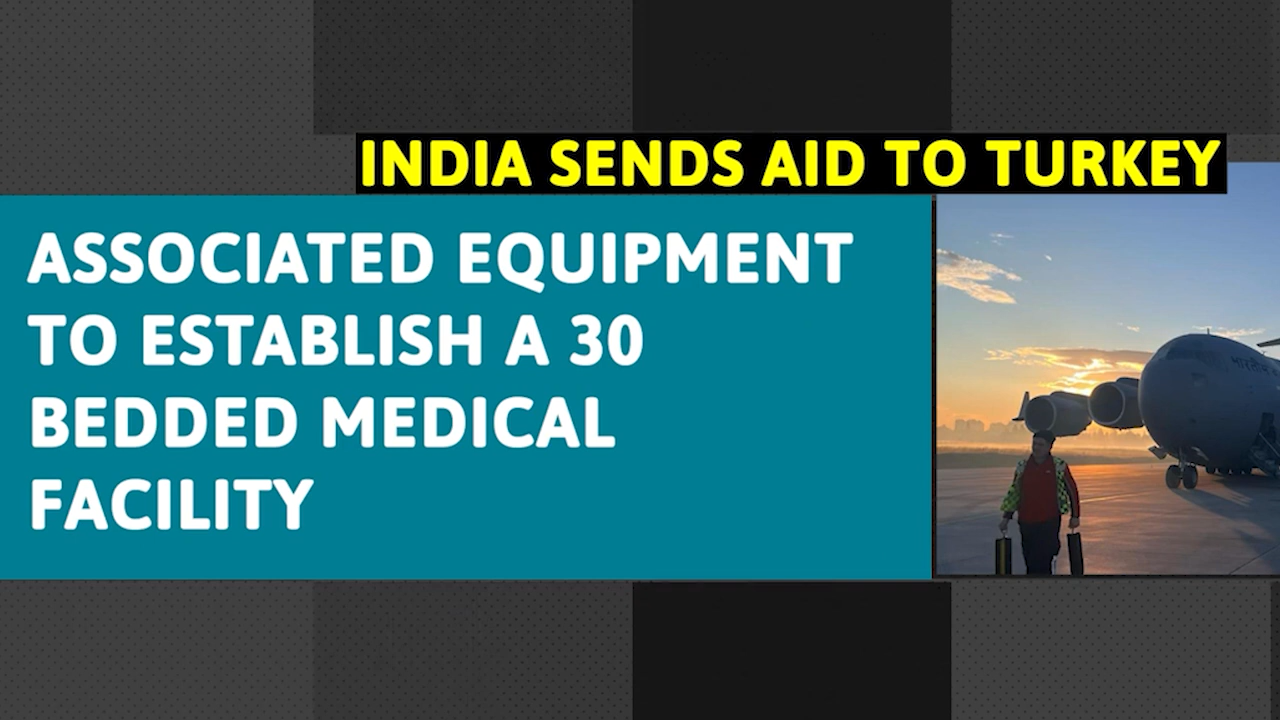 INDIA SENDS AID TO TURKEY
ASSOCIATED EQUIPMENT
TO ESTABLISH A 30
BEDDED MEDICAL
FACILITY